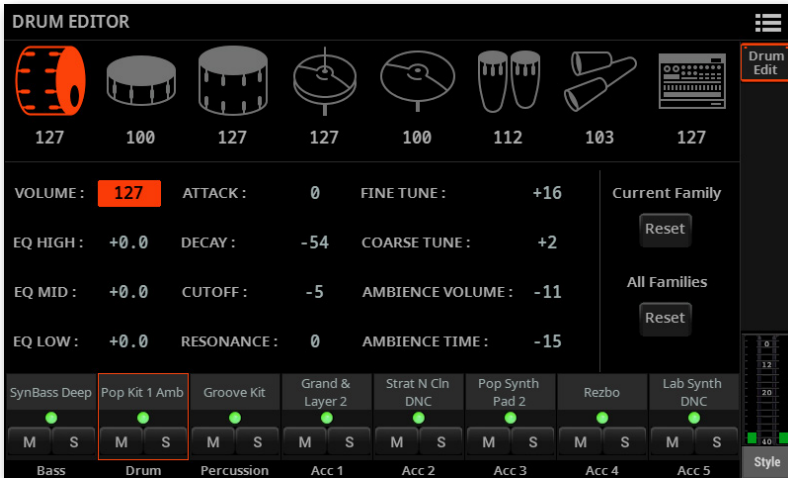 DRUM EDITOR
Drum
Edit
127 100 127 127 100 112 103 127
VOLUME : 127 ATTACK : 0 FINE TUNE : +16 Current Family
Reset
EQ HIGH : +0.0 DECAY : -54 COARSE TUNE : +2
All Families
EQ MID : +0.0 CUTOFF : -5 AMBIENCE VOLUME : -11
Reset
EQ LOW : +0.0 RESONANCE : 0 AMBIENCE TIME : -15
0
12
20
40
SynBass Deep Pop Kit 1 Amb Groove Kit Grand & Layer 2 Strat N Cln DNC Pop Synth Pad 2 Rezbo Lab Synth DNC
M S M S M S M S M S M S M S M S
Bass Drum Percussion Acc 1 Acc 2 Acc 3 Acc 4 Acc 5
Style